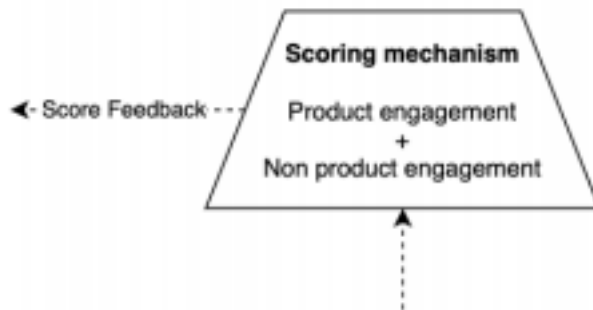 Scoring mechanism
Score Feedback
Product engagement
+
Non product engagement